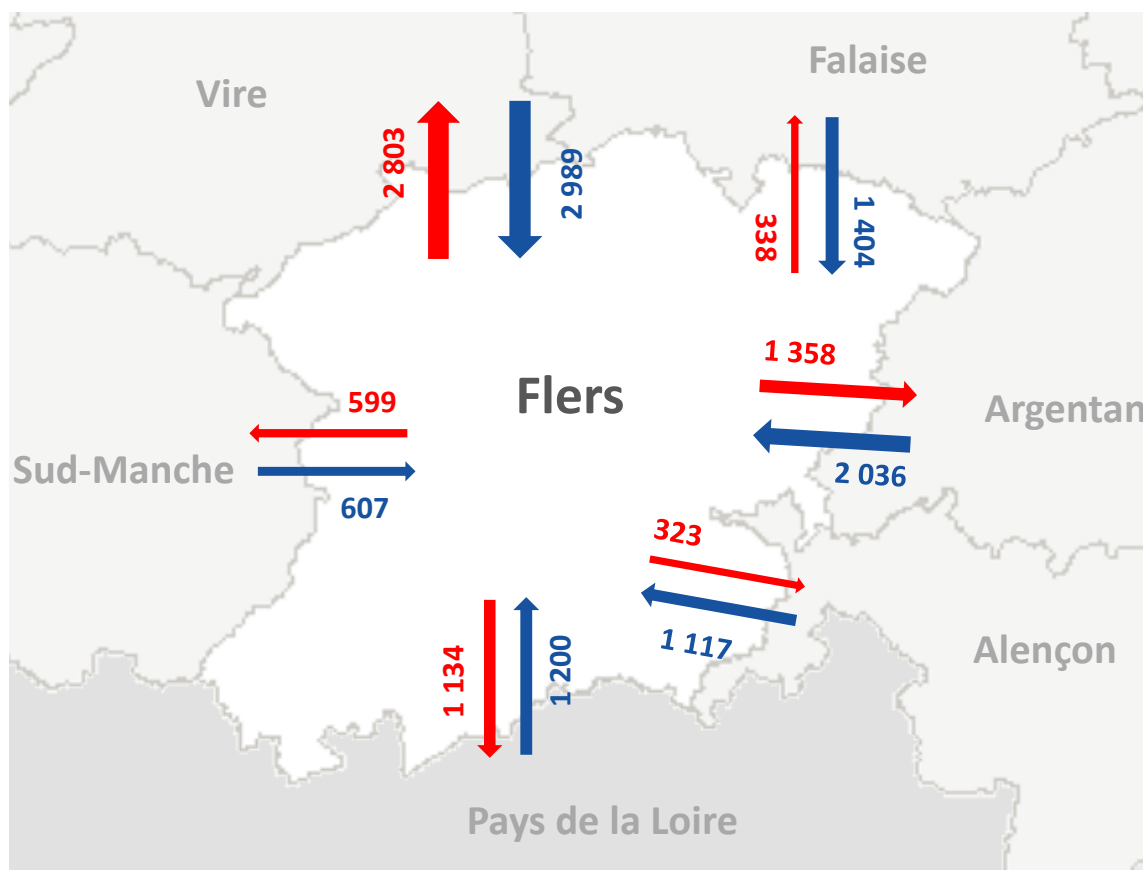 Falaise
Vire
2 803
2 989
338
1 404
1 358
Flers
599
Argentan
Sud-Manche
2 036
607
323
1 117
Alençon
1 134
1 200
Pays de la Loire